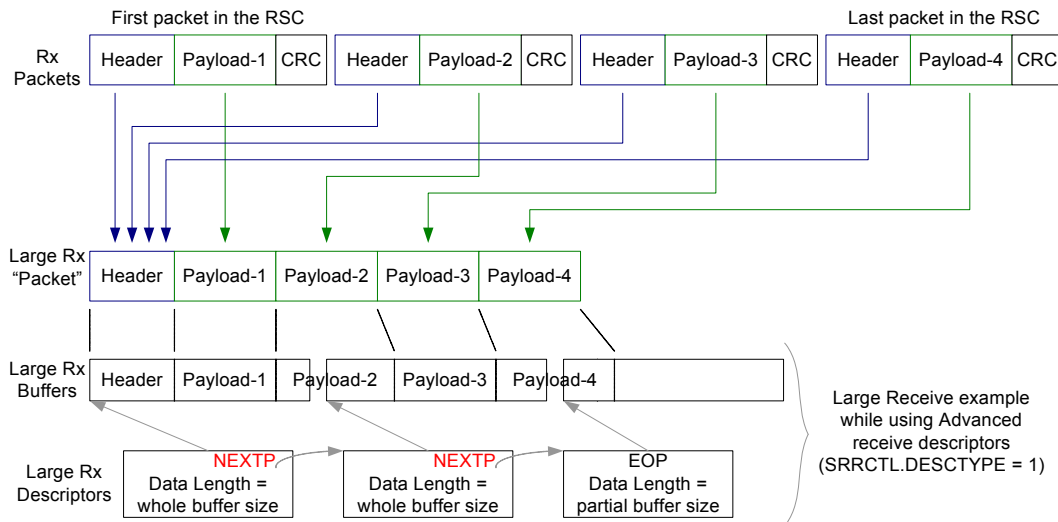 First packet in the RSC
Last packet in the RSC
Rx
Packets
Header Payload-1 CRC Header Payload-2 CRC Header Payload-3 CRC Header Payload-4 CRC
Large Rx
“Packet”
Header Payload-1 Payload-2 Payload-3 Payload-4
Large Rx
Buffers
Header Payload-1 Payload-2 Payload-3 Payload-4
Large Receive example
while using Advanced
receive descriptors
(SRRCTL.DESCTYPE = 1)
Large Rx
Descriptors
NEXTP
Data Length =
whole buffer size
NEXTP
Data Length =
whole buffer size
EOP
Data Length =
partial buffer size